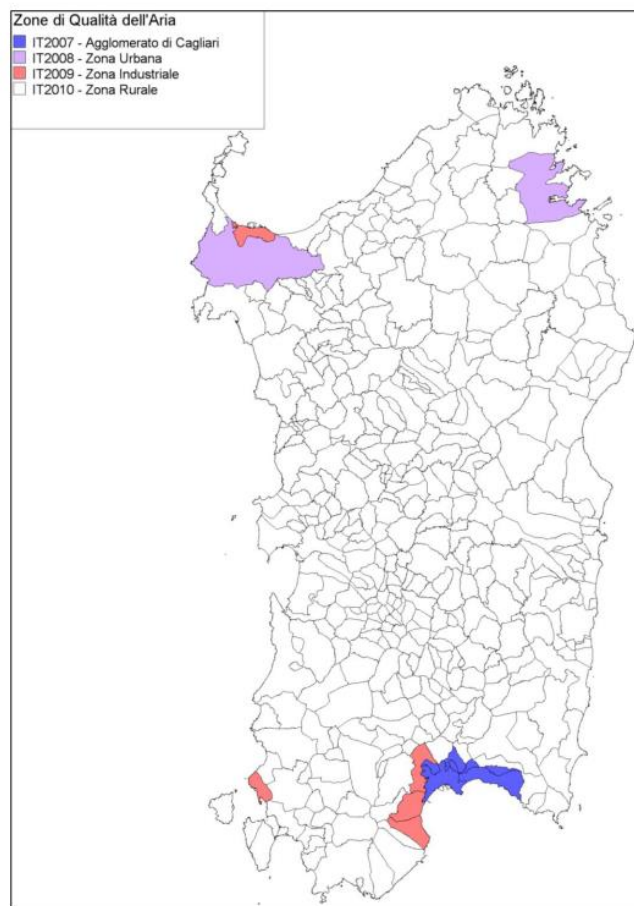 Zone di Qualità dell'Aria
IT2007 - Agglomerato di Cagliari
IT2008 - Zona Urbana
IT2009 - Zona Industriale
IT2010 - Zona Rurale